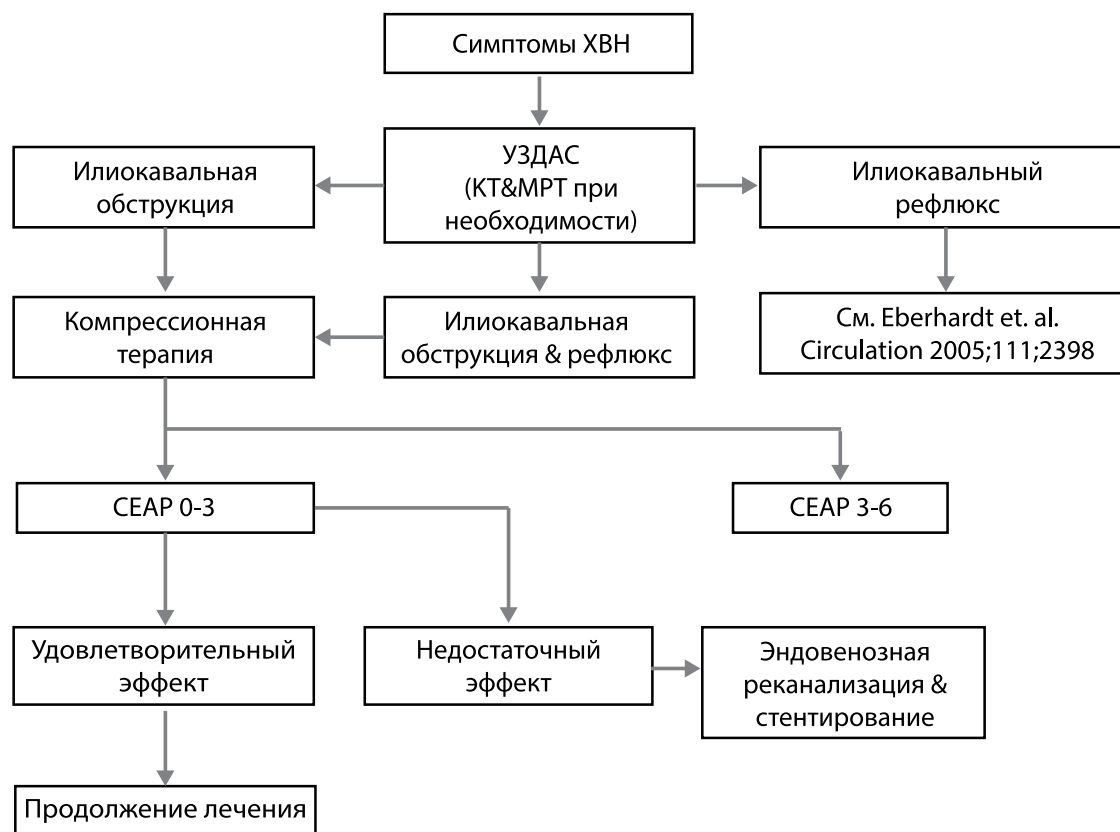 Симптомы ХВН
УЗДАС
(КТ&МРТ при
необходимости)
Илиокавальная
обструкция
Илиокавальный
рефлюкс
Компрессионная
терапия
Илиокавальная
обструкция & рефлюкс
См. Eberhardt et. al.
Circulation 2005;111;2398
CEAP 0-3
CEAP 3-6
Удовлетворительный
эффект
Недостаточный
эффект
Эндовенозная
реканализация &
стентирование
Продолжение лечения